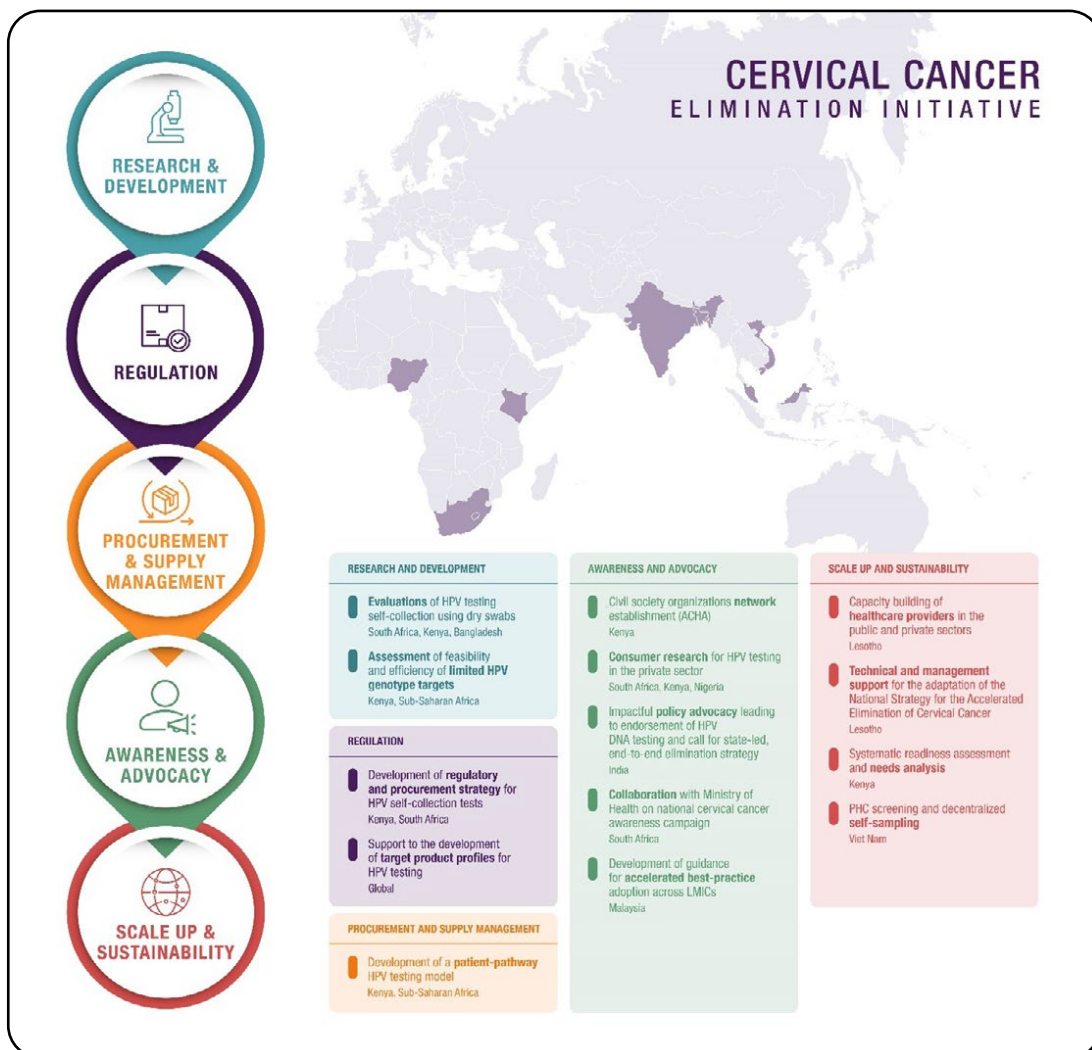 CERVICAL CANCER
ELIMINATION INITIATIVE
RESEARCH &
DEVELOPMENT
REGULATION
PROCUREMENT
& SUPPLY
MANAGEMENT
AWARENESS &
ADVOCACY
SCALE UP &
SUSTAINABILITY
RESEARCH AND DEVELOPMENT
Evaluations of HPV testing
self-collection using dry swabs
South Africa, Kenya, Bangladesh
Assessment of feasibility
and efficiency of limited HPV
genotype targets
Kenya, Sub-Saharan Africa
REGULATION
Development of regulatory
and procurement strategy for
HPV self-collection tests
Kenya, South Africa
Support to the development
of target product profiles for
HPV testing
Global
PROCUREMENT AND SUPPLY MANAGEMENT
Development of a patient-pathway
HPV testing model
Kenya, Sub-Saharan Africa
AWARENESS AND ADVOCACY
Civil society organizations network
establishment (ACHA)
Kenya
Consumer research for HPV testing
in the private sector
South Africa, Kenya, Nigeria
Impactful policy advocacy leading
to endorsement of HPV
DNA testing and call for state-led,
end-to-end elimination strategy
India
Collaboration with Ministry of
Health on national cervical cancer
awareness campaign
South Africa
Development of guidance
for accelerated best-practice
adoption across LMICs
Malaysia
SCALE UP AND SUSTAINABILITY
Capacity building of
healthcare providers in the
public and private sectors
Lesotho
Technical and management
support for the adaptation of the
National Strategy for the Accelerated
Elimination of Cervical Cancer
Lesotho
Systematic readiness assessment
and needs analysis
Kenya
PHC screening and decentralized
self-sampling
Viet Nam